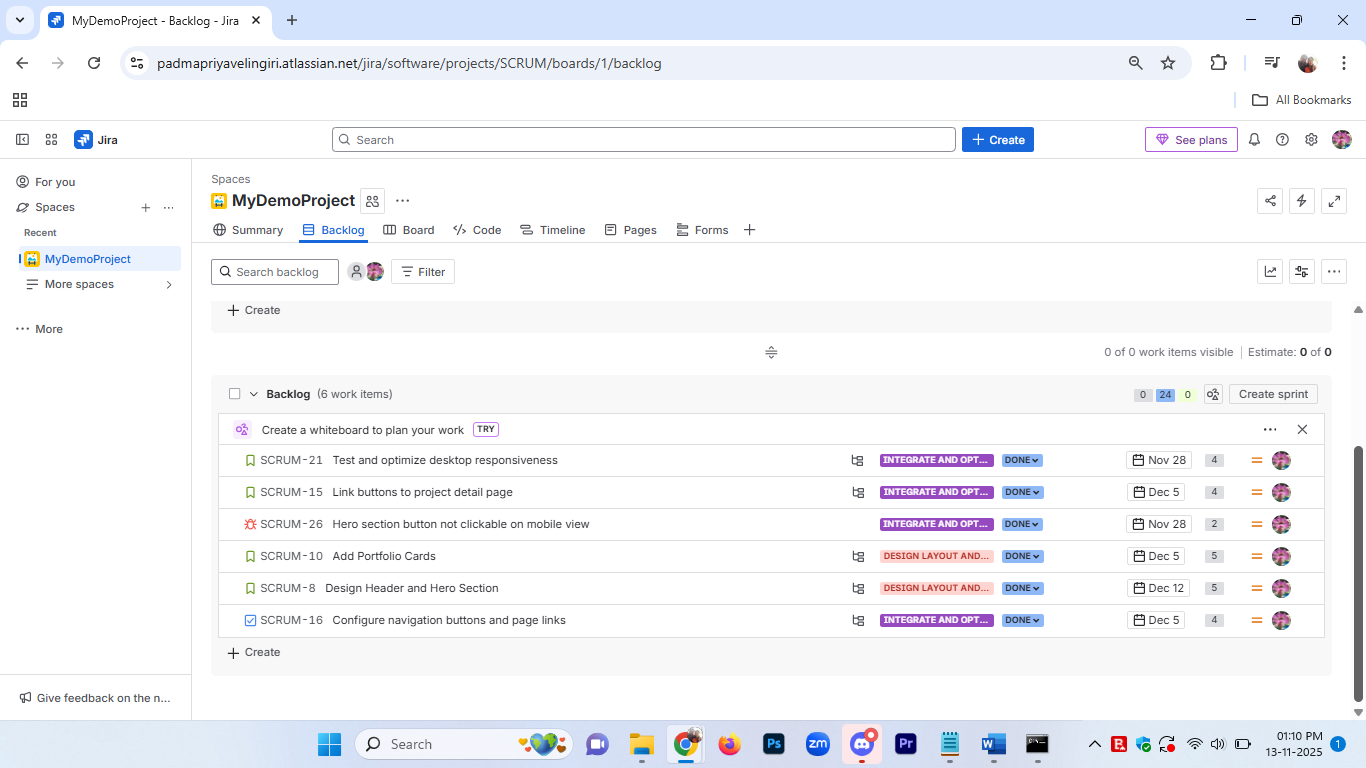 MyDemoProject - Backlog - Jira
padmapriyavelingiri.atlassian.net/jira/software/projects/SCRUM/boards/1/backlog
All Bookmarks
Jira
Search
Create
See plans
For you
Spaces
Recent
MyDemoProject
More spaces
More
Give feedback on the n...
Spaces
MyDemoProject
Summary Backlog Board Code Timeline Pages Forms
Search backlog Filter
Create
0 of 0 work items visible Estimate: 0 of 0
Backlog (6 work items) 0 24 0 Create sprint
Create a whiteboard to plan your work TRY
SCRUM-21 Test and optimize desktop responsiveness INTEGRATE AND OPT... DONE Nov 28 4
SCRUM-15 Link buttons to project detail page INTEGRATE AND OPT... DONE Dec 5 4
SCRUM-26 Hero section button not clickable on mobile view INTEGRATE AND OPT... DONE Nov 28 2
SCRUM-10 Add Portfolio Cards DESIGN LAYOUT AND... DONE Dec 5 5
SCRUM-8 Design Header and Hero Section DESIGN LAYOUT AND... DONE Dec 12 5
SCRUM-16 Configure navigation buttons and page links INTEGRATE AND OPT... DONE Dec 5 4
Create
Search
Ps
zm
Pr
W
01:10 PM
13-11-2025
1